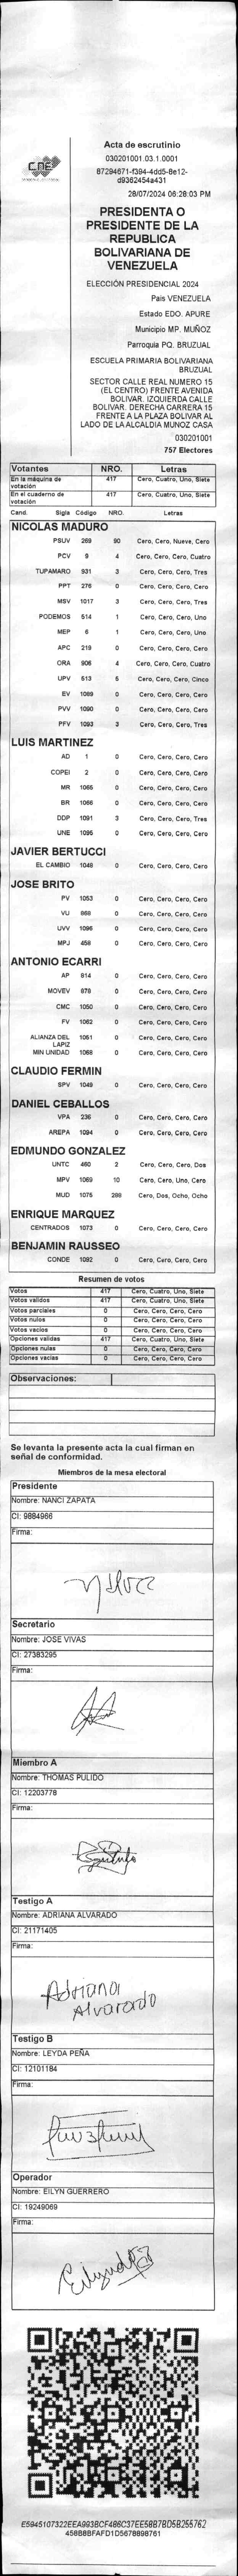 CNE
Acta de escrutinio
030201001.03.1.0001
87294671-f394-4dd5-8e12-
d9362454a431
28/07/2024 06:28:03 PM
PRESIDENTA O
PRESIDENTE DE LA
REPUBLICA
BOLIVARIANA DE
VENEZUELA
ELECCIÓN PRESIDENCIAL 2024
Pais VENEZUELA
Estado EDO. APURE
Municipio MP. MUÑOZ
Parroquia PQ. BRUZUAL
ESCUELA PRIMARIA BOLIVARIANA
BRUZUAL
SECTOR CALLE REAL NUMERO 15
(EL CENTRO) FRENTE AVENIDA
BOLIVAR. IZQUIERDA CALLE
BOLIVAR. DERECHA CARRERA 15
FRENTE A LA PLAZA BOLIVAR AL
LADO DE LA ALCALDIA MUNOZ CASA
030201001
757 Electores
Votantes NRO. Letras
En la máquina de votación 417 Cero, Cuatro, Uno, Siete
En el cuaderno de votación 417 Cero, Cuatro, Uno, Siete
Cand. Sigla Código NRO. Letras
NICOLAS MADURO
PSUV 269 90 Cero, Cero, Nueve, Cero
PCV 9 4 Cero, Cero, Cero, Cuatro
TUPAMARO 931 3 Cero, Cero, Cero, Tres
PPT 276 0 Cero, Cero, Cero, Cero
MSV 1017 3 Cero, Cero, Cero, Tres
PODEMOS 514 1 Cero, Cero, Cero, Uno
MEP 6 1 Cero, Cero, Cero, Uno
APC 219 0 Cero, Cero, Cero, Cero
ORA 906 4 Cero, Cero, Cero, Cuatro
UPV 513 5 Cero, Cero, Cero, Cinco
EV 1089 0 Cero, Cero, Cero, Cero
PVV 1090 0 Cero, Cero, Cero, Cero
PFV 1093 3 Cero, Cero, Cero, Tres
LUIS MARTINEZ
AD 1 0 Cero, Cero, Cero, Cero
COPEI 2 0 Cero, Cero, Cero, Cero
MR 1065 0 Cero, Cero, Cero, Cero
BR 1066 0 Cero, Cero, Cero, Cero
DDP 1091 3 Cero, Cero, Cero, Tres
UNE 1095 0 Cero, Cero, Cero, Cero
JAVIER BERTUCCI
EL CAMBIO 1048 0 Cero, Cero, Cero, Cero
JOSE BRITO
PV 1053 0 Cero, Cero, Cero, Cero
VU 868 0 Cero, Cero, Cero, Cero
UVV 1096 0 Cero, Cero, Cero, Cero
MPJ 458 0 Cero, Cero, Cero, Cero
ANTONIO ECARRI
AP 814 0 Cero, Cero, Cero, Cero
MOVEV 878 0 Cero, Cero, Cero, Cero
CMC 1050 0 Cero, Cero, Cero, Cero
FV 1062 0 Cero, Cero, Cero, Cero
ALIANZA DEL LAPIZ 1051 0 Cero, Cero, Cero, Cero
MIN UNIDAD 1068 0 Cero, Cero, Cero, Cero
CLAUDIO FERMIN
SPV 1049 0 Cero, Cero, Cero, Cero
DANIEL CEBALLOS
VPA 236 0 Cero, Cero, Cero, Cero
AREPA 1094 0 Cero, Cero, Cero, Cero
EDMUNDO GONZALEZ
UNTC 460 2 Cero, Cero, Cero, Dos
MPV 1069 10 Cero, Cero, Uno, Cero
MUD 1075 288 Cero, Dos, Ocho, Ocho
ENRIQUE MARQUEZ
CENTRADOS 1073 0 Cero, Cero, Cero, Cero
BENJAMIN RAUSSEO
CONDE 1082 0 Cero, Cero, Cero, Cero
Resumen de votos
Votos 417 Cero, Cuatro, Uno, Siete
Votos validos 417 Cero, Cuatro, Uno, Siete
Votos parciales 0 Cero, Cero, Cero, Cero
Votos nulos 0 Cero, Cero, Cero, Cero
Votos vacios 0 Cero, Cero, Cero, Cero
Opciones validas 417 Cero, Cuatro, Uno, Siete
Opciones nulas 0 Cero, Cero, Cero, Cero
Opciones vacias 0 Cero, Cero, Cero, Cero
Observaciones:
Se levanta la presente acta la cual firman en
señal de conformidad.
Miembros de la mesa electoral
Presidente
Nombre: NANCI ZAPATA
CI: 9884966
Firma:
Secretario
Nombre: JOSE VIVAS
CI: 27383295
Firma:
Miembro A
Nombre: THOMAS PULIDO
CI: 12203778
Firma:
Testigo A
Nombre: ADRIANA ALVARADO
CI: 21171405
Firma:
Adriana
Alvarado
Testigo B
Nombre: LEYDA PEÑA
CI: 12101184
Firma:
Operador
Nombre: EILYN GUERRERO
CI: 19249069
Firma:
E5945107322EEA993BCF486C37EE58B7BD5B255762
458B8BFAFD1D5678898761